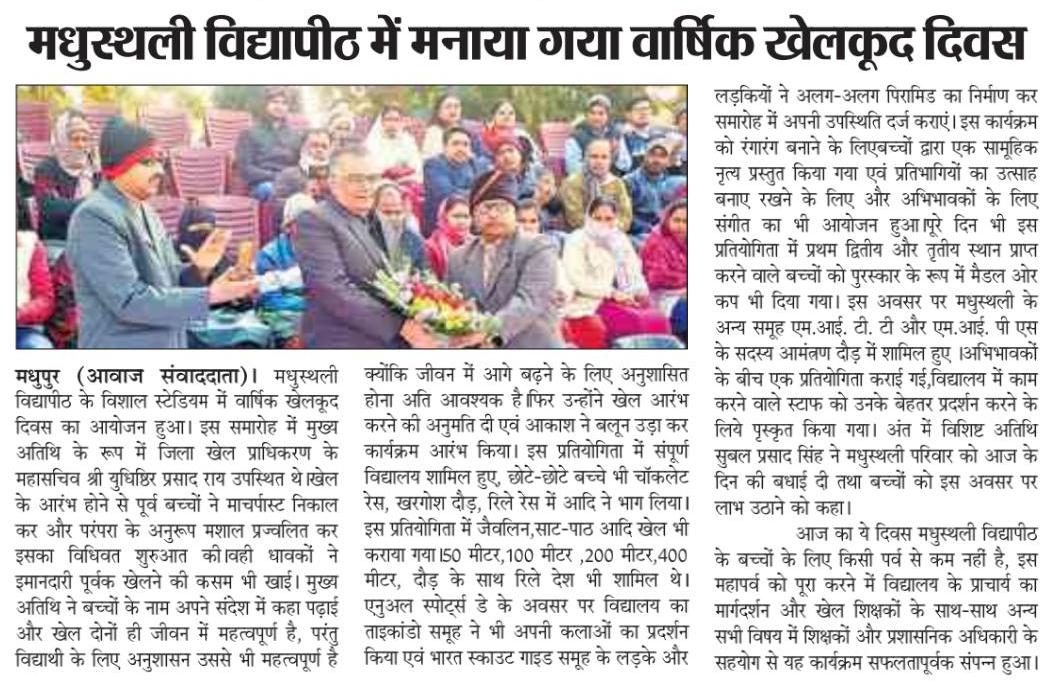 मधुस्थली विद्यापीठ में मनाया गया वार्षिक खेलकूद दिवस
मधुपुर (आवाज संवाददाता)। मधुस्थली
विद्यापीठ के विशाल स्टेडियम में वार्षिक खेलकूद
दिवस का आयोजन हुआ। इस समारोह में मुख्य
अतिथि के रूप में जिला खेल प्राधिकरण के
महासचिव श्री युधिष्ठिर प्रसाद राय उपस्थित थे।खेल
के आरंभ होने से पूर्व बच्चों ने मार्चपास्ट निकाल
कर और परंपरा के अनुरूप मशाल प्रज्वलित कर
इसका विधिवत शुरुआत की।वही धावकों ने
इमानदारी पूर्वक खेलने की कसम भी खाई। मुख्य
अतिथि ने बच्चों के नाम अपने संदेश में कहा पढ़ाई
और खेल दोनों ही जीवन में महत्वपूर्ण है, परंतु
विद्याथी के लिए अनुशासन उससे भी महत्वपूर्ण है
क्योंकि जीवन में आगे बढ़ने के लिए अनुशासित
होना अति आवश्यक है।फिर उन्होंने खेल आरंभ
करने की अनुमति दी एवं आकाश ने बलून उड़ा कर
कार्यक्रम आरंभ किया। इस प्रतियोगिता में संपूर्ण
विद्यालय शामिल हुए, छोटे-छोटे बच्चे भी चॉकलेट
रेस, खरगोश दौड़, रिले रेस में आदि ने भाग लिया।
इस प्रतियोगिता में जैवलिन,साट-पाठ आदि खेल भी
कराया गया।50 मीटर,100 मीटर ,200 मीटर,400
मीटर, दौड़ के साथ रिले देश भी शामिल थे।
एनुअल स्पोर्ट्स डे के अवसर पर विद्यालय का
ताइकांडो समूह ने भी अपनी कलाओं का प्रदर्शन
किया एवं भारत स्काउट गाइड समूह के लड़के और
लड़कियों ने अलग-अलग पिरामिड का निर्माण कर
समारोह में अपनी उपस्थिति दर्ज कराएं। इस कार्यक्रम
को रंगारंग बनाने के लिएबच्चों द्वारा एक सामूहिक
नृत्य प्रस्तुत किया गया एवं प्रतिभागियों का उत्साह
बनाए रखने के लिए और अभिभावकों के लिए
संगीत का भी आयोजन हुआ।पूरे दिन भी इस
प्रतियोगिता में प्रथम द्वितीय और तृतीय स्थान प्राप्त
करने वाले बच्चों को पुरस्कार के रूप में मैडल ओर
कप भी दिया गया। इस अवसर पर मधुस्थली के
अन्य समूह एम.आई. टी. टी और एम.आई. पी एस
के सदस्य आमंत्रण दौड़ में शामिल हुए ।अभिभावकों
के बीच एक प्रतियोगिता कराई गई,विद्यालय में काम
करने वाले स्टाफ को उनके बेहतर प्रदर्शन करने के
लिये पृस्कृत किया गया। अंत में विशिष्ट अतिथि
सुबल प्रसाद सिंह ने मधुस्थली परिवार को आज के
दिन की बधाई दी तथा बच्चों को इस अवसर पर
लाभ उठाने को कहा।
आज का ये दिवस मधुस्थली विद्यापीठ
के बच्चों के लिए किसी पर्व से कम नहीं है, इस
महापर्व को पूरा करने में विद्यालय के प्राचार्य का
मार्गदर्शन और खेल शिक्षकों के साथ-साथ अन्य
सभी विषय में शिक्षकों और प्रशासनिक अधिकारी के
सहयोग से यह कार्यक्रम सफलतापूर्वक संपन्न हुआ।